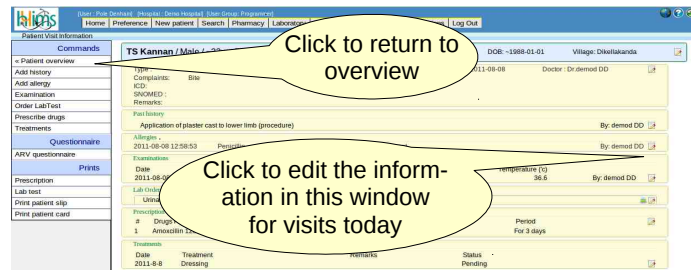 hhims [User : Pole Denham] [Hospital : Demo Hospital] [User Group: Programmer]
Home Preference New patient Search Pharmacy Laboratory Log Out
Patient Visit Information
Commands
« Patient overview
Add history
Add allergy
Examination
Order LabTest
Prescribe drugs
Treatments
Questionnaire
ARV questionnaire
Prints
Prescription
Lab test
Print patient slip
Print patient card
TS Kannan / Male / DOB: ~1988-01-01 Village: Dikellakanda
Type : 2011-08-08 Doctor : Dr.demod DD
Complaints: Bite
ICD:
SNOMED :
Remarks:
Past history
Application of plaster cast to lower limb (procedure) By: demod DD
Allergies .
2011-08-08 12:58:53 By: demod DD
Examinations
Date Temperature ('c)
36.6 By: demod DD
Lab Orders
Prescription
# Drugs Period
1 Amoxcillin For 3 days
Treatments
Date Treatment Remarks Status
2011-8-8 Dressing Pending
Click to return to
overview
Click to edit the inform-
ation in this window
for visits today